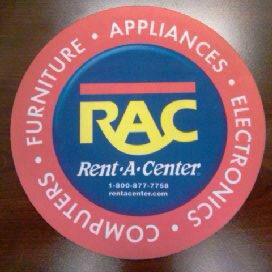 FURNITURE • APPLIANCES • ELECTRONICS • COMPUTERS •
RAC
Rent-A-Center
1-800-877-7758
rentacenter.com